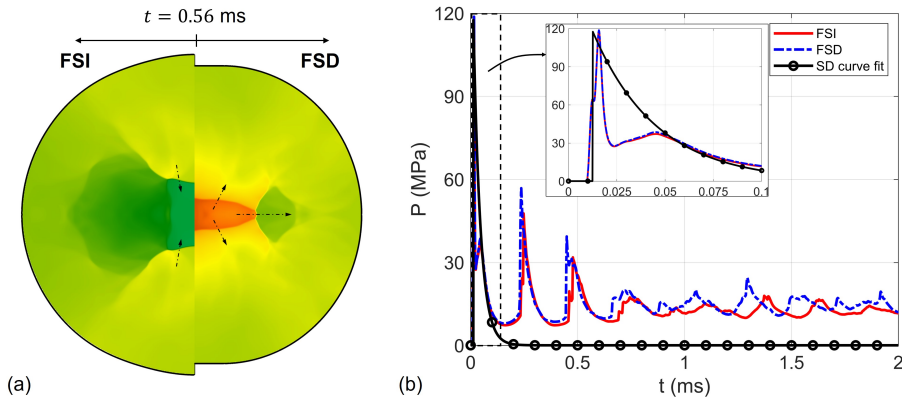 t = 0.56 ms
FSI
FSD
(a)
P (MPa)
120
90
60
30
0
0
0.5
1
1.5
2
t (ms)
120
90
60
30
0
0
0.025
0.05
0.075
0.1
FSI
FSD
SD curve fit
(b)